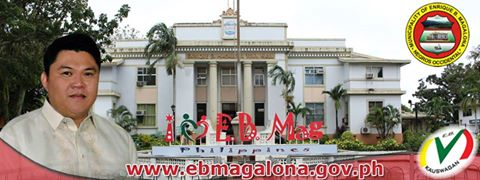 MUNICIPALITY OF ENRIQUE B. MAGALONA
NEGROS OCCIDENTAL
i E.B. Mag
Philippines
www.ebmagalona.gov.ph
E.B.
KAUSWAGAN